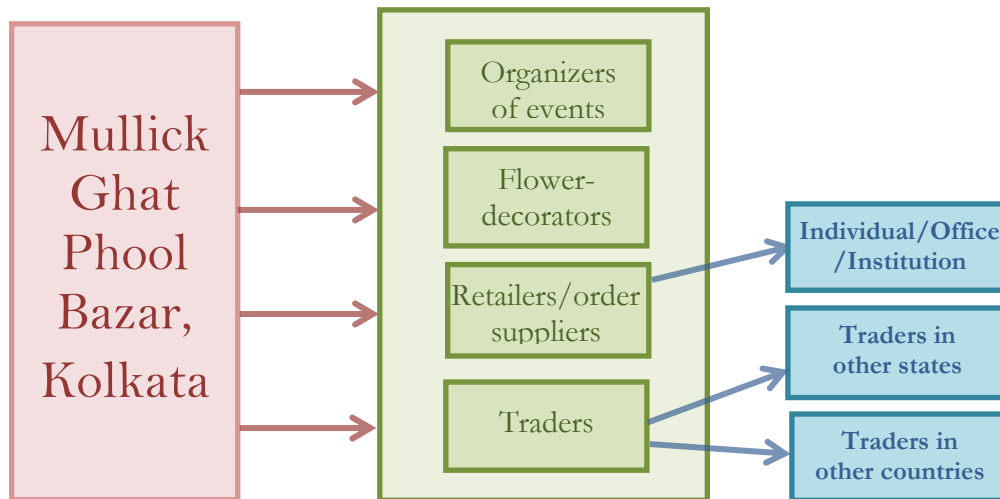 Mullick
Ghat
Phool
Bazar,
Kolkata
Organizers
of events
Flower-
decorators
Retailers/order
suppliers
Traders
Individual/Office
/Institution
Traders in
other states
Traders in
other countries